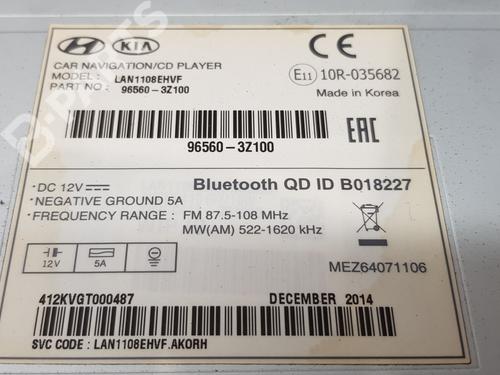 HYUNDAI KIA
CAR NAVIGATION/CD PLAYER
MODEL : LAN1108EHVF
PART NO : 96560-3Z100
CE
E11 10R-035682
Made in Korea
96560-3Z100
EAC
• DC 12V
• NEGATIVE GROUND 5A
• FREQUENCY RANGE : FM 87.5-108 MHz
MW(AM) 522-1620 kHz
Bluetooth QD ID B018227
12V 5A
MEZ64071106
412KVGT000487
DECEMBER 2014
SVC CODE : LAN1108EHVF.AKORH